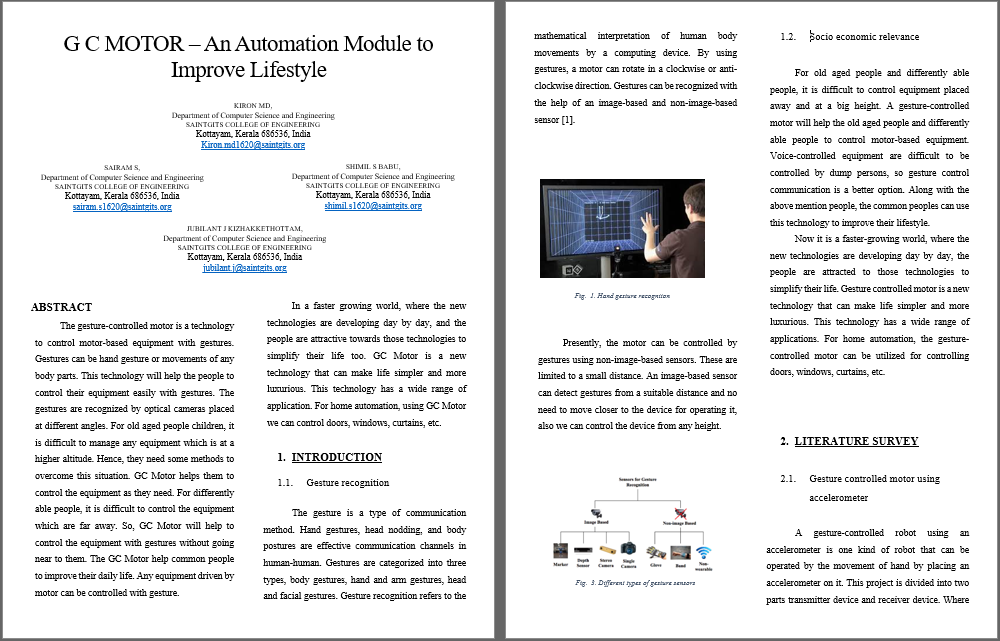 G C MOTOR – An Automation Module to
Improve Lifestyle
KIRON MD,
Department of Computer Science and Engineering
SAINTGITS COLLEGE OF ENGINEERING
Kottayam, Kerala 686536, India
Kiron.md1620@saintgits.org
SAIRAM S,
Department of Computer Science and Engineering
SAINTGITS COLLEGE OF ENGINEERING
Kottayam, Kerala 686536, India
sairam.s1620@saintgits.org
SHIMIL S BABU,
Department of Computer Science and Engineering
SAINTGITS COLLEGE OF ENGINEERING
Kottayam, Kerala 686536, India
shimil.s1620@saintgits.org
JUBILANT J KIZHAKKETHOTTAM,
Department of Computer Science and Engineering
SAINTGITS COLLEGE OF ENGINEERING
Kottayam, Kerala 686536, India
jubilant.j@saintgits.org
ABSTRACT
The gesture-controlled motor is a technology
to control motor-based equipment with gestures.
Gestures can be hand gesture or movements of any
body parts. This technology will help the people to
control their equipment easily with gestures. The
gestures are recognized by optical cameras placed
at different angles. For old aged people children, it
is difficult to manage any equipment which is at a
higher altitude. Hence, they need some methods to
overcome this situation. GC Motor helps them to
control the equipment as they need. For differently
able people, it is difficult to control the equipment
which are far away. So, GC Motor will help to
control the equipment with gestures without going
near to them. The GC Motor help common people
to improve their daily life. Any equipment driven by
motor can be controlled with gesture.
In a faster growing world, where the new
technologies are developing day by day, and the
people are attractive towards those technologies to
simplify their life too. GC Motor is a new
technology that can make life simpler and more
luxurious. This technology has a wide range of
application. For home automation, using GC Motor
we can control doors, windows, curtains, etc.
1. INTRODUCTION
1.1. Gesture recognition
The gesture is a type of communication
method. Hand gestures, head nodding, and body
postures are effective communication channels in
human-human. Gestures are categorized into three
types, body gestures, hand and arm gestures, head
and facial gestures. Gesture recognition refers to the
mathematical interpretation of human body
movements by a computing device. By using
gestures, a motor can rotate in a clockwise or anti-
clockwise direction. Gestures can be recognized with
the help of an image-based and non-image-based
sensor [1].
Fig. 1. Hand gesture recognition
Presently, the motor can be controlled by
gestures using non-image-based sensors. These are
limited to a small distance. An image-based sensor
can detect gestures from a suitable distance and no
need to move closer to the device for operating it,
also we can control the device from any height.
Sensors for Gesture
Recognition
Image Based
Non-image Based
Marker
Depth
Sensor
Stereo
Camera
Single
Camera
Glove
Band
Non-
wearable
Fig. 3. Different types of gesture sensors
1.2. Socio economic relevance
For old aged people and differently able
people, it is difficult to control equipment placed
away and at a big height. A gesture-controlled
motor will help the old aged people and differently
able people to control motor-based equipment.
Voice-controlled equipment are difficult to be
controlled by dump persons, so gesture control
communication is a better option. Along with the
above mention people, the common peoples can use
this technology to improve their lifestyle.
Now it is a faster-growing world, where the
new technologies are developing day by day, the
people are attracted to those technologies to
simplify their life. Gesture controlled motor is a new
technology that can make life simpler and more
luxurious. This technology has a wide range of
applications. For home automation, the gesture-
controlled motor can be utilized for controlling
doors, windows, curtains, etc.
2. LITERATURE SURVEY
2.1. Gesture controlled motor using
accelerometer
A gesture-controlled robot using an
accelerometer is one kind of robot that can be
operated by the movement of hand by placing an
accelerometer on it. This project is divided into two
parts transmitter device and receiver device. Where